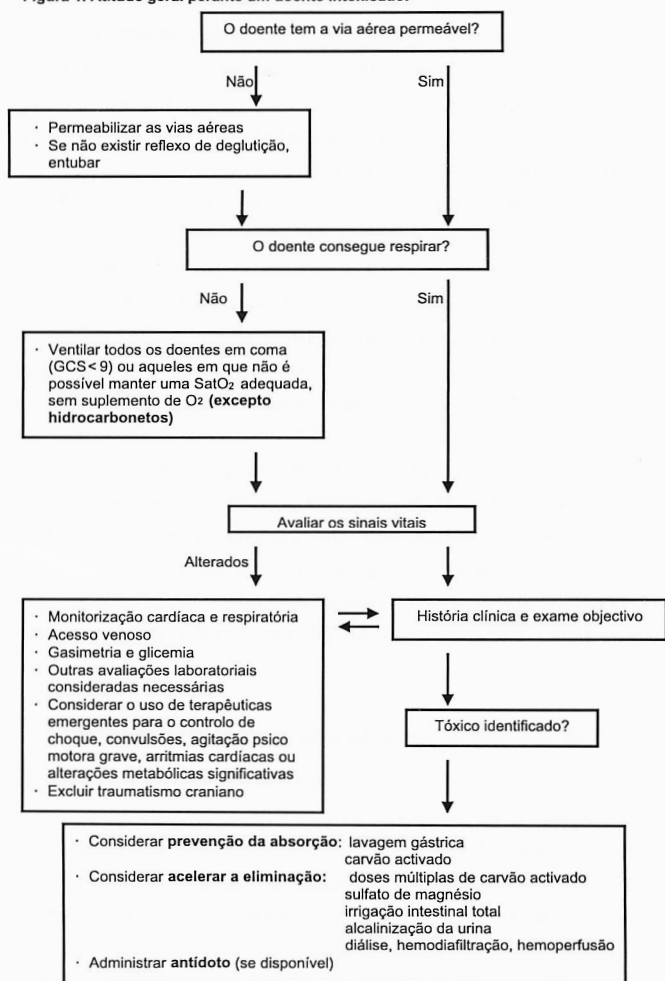 O doente tem a via aérea permeável?
Não
Sim
· Permeabilizar as vias aéreas
· Se não existir reflexo de deglutição,
entubar
O doente consegue respirar?
Não
Sim
· Ventilar todos os doentes em coma
(GCS < 9) ou aqueles em que não é
possível manter uma SatO2 adequada,
sem suplemento de O2 (excepto
hidrocarbonetos)
Avaliar os sinais vitais
Alterados
· Monitorização cardíaca e respiratória
· Acesso venoso
· Gasimetria e glicemia
· Outras avaliações laboratoriais
consideradas necessárias
· Considerar o uso de terapêuticas
emergentes para o controlo de
choque, convulsões, agitação psico
motora grave, arritmias cardíacas ou
alterações metabólicas significativas
· Excluir traumatismo craniano
História clínica e exame objectivo
Tóxico identificado?
· Considerar prevenção da absorção: lavagem gástrica
carvão activado
· Considerar acelerar a eliminação: doses múltiplas de carvão activado
sulfato de magnésio
irrigação intestinal total
alcalinização da urina
diálise, hemodiafiltração, hemoperfusão
· Administrar antídoto (se disponível)